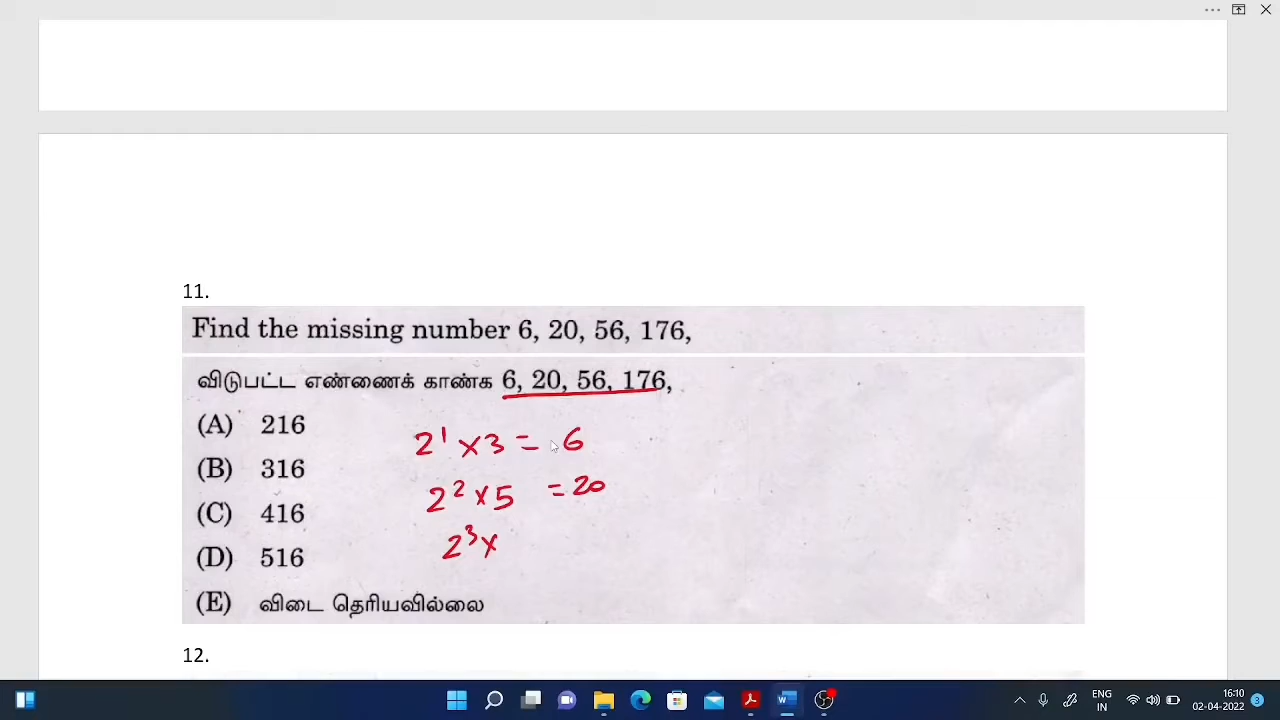 11.
Find the missing number 6, 20, 56, 176,
விடுபட்ட எண்ணைக் காண்க 6, 20, 56, 176,
(A) 216
(B) 316
(C) 416
(D) 516
(E) விடை தெரியவில்லை
2¹ × 3 = 6
2² × 5 = 20
2³ ×
12.
ENG
IN
16:10
02-04-2022
3